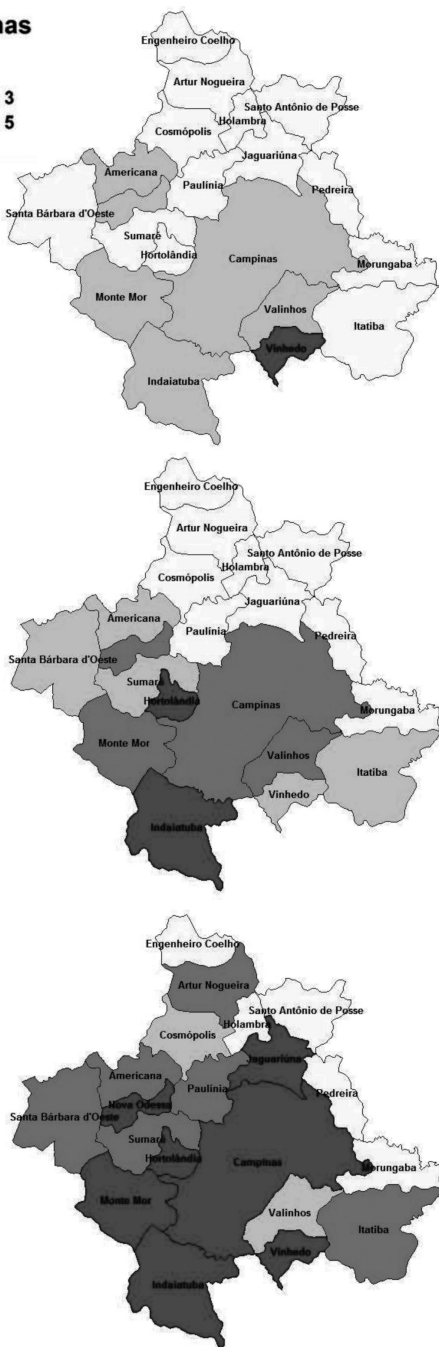 nas
3
5
Engenheiro Coelho
Artur Nogueira
Santo Antônio de Posse
Holambra
Cosmópolis
Jaguariúna
Americana
Paulínia
Pedreira
Santa Bárbara d'Oeste
Sumaré
Hortolândia
Campinas
Morungaba
Monte Mor
Valinhos
Itatiba
Vinhedo
Indaiatuba
Engenheiro Coelho
Artur Nogueira
Santo Antônio de Posse
Holambra
Cosmópolis
Jaguariúna
Americana
Paulínia
Pedreira
Santa Bárbara d'Oeste
Sumaré
Hortolândia
Campinas
Morungaba
Monte Mor
Valinhos
Itatiba
Vinhedo
Indaiatuba
Engenheiro Coelho
Artur Nogueira
Santo Antônio de Posse
Holambra
Cosmópolis
Jaguariúna
Americana
Paulínia
Pedreira
Nova Odessa
Santa Bárbara d'Oeste
Sumaré
Hortolândia
Campinas
Morungaba
Monte Mor
Valinhos
Itatiba
Vinhedo
Indaiatuba